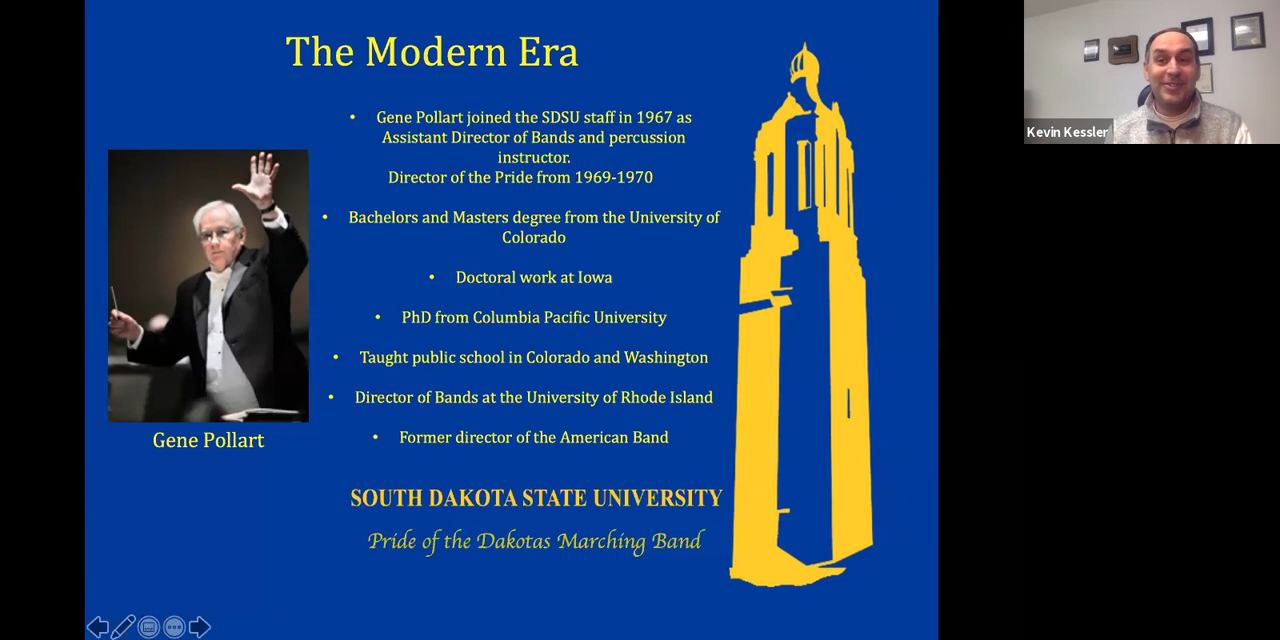 The Modern Era
• Gene Pollart joined the SDSU staff in 1967 as
Assistant Director of Bands and percussion
instructor.
Director of the Pride from 1969-1970
• Bachelors and Masters degree from the University of
Colorado
• Doctoral work at Iowa
• PhD from Columbia Pacific University
• Taught public school in Colorado and Washington
• Director of Bands at the University of Rhode Island
• Former director of the American Band
Gene Pollart
SOUTH DAKOTA STATE UNIVERSITY
Pride of the Dakotas Marching Band
Kevin Kessler